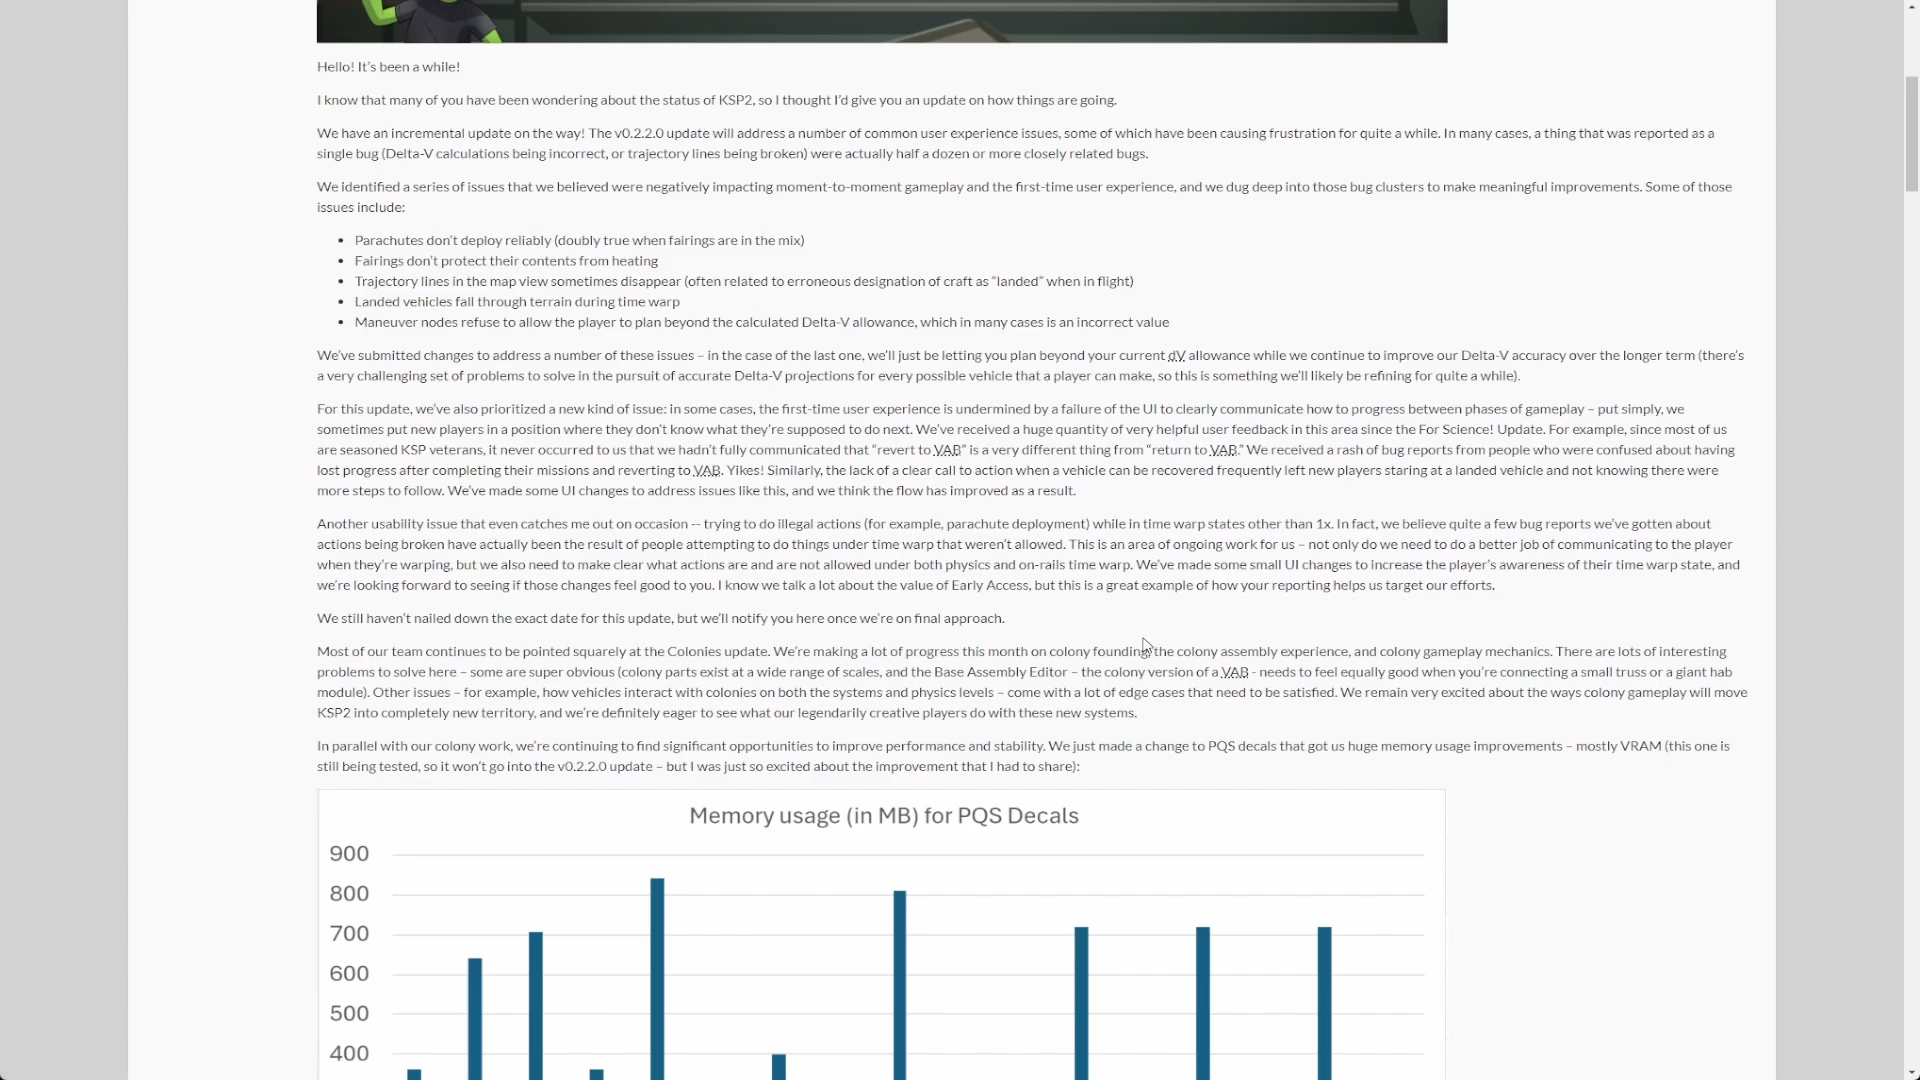 Hello! It's been a while!
I know that many of you have been wondering about the status of KSP2, so I thought I'd give you an update on how things are going.
We have an incremental update on the way! The v0.2.2.0 update will address a number of common user experience issues, some of which have been causing frustration for quite a while. In many cases, a thing that was reported as a
single bug (Delta-V calculations being incorrect, or trajectory lines being broken) were actually half a dozen or more closely related bugs.
We identified a series of issues that we believed were negatively impacting moment-to-moment gameplay and the first-time user experience, and we dug deep into those bug clusters to make meaningful improvements. Some of those
issues include:
• Parachutes don't deploy reliably (doubly true when fairings are in the mix)
• Fairings don't protect their contents from heating
• Trajectory lines in the map view sometimes disappear (often related to erroneous designation of craft as "landed" when in flight)
• Landed vehicles fall through terrain during time warp
• Maneuver nodes refuse to allow the player to plan beyond the calculated Delta-V allowance, which in many cases is an incorrect value
We've submitted changes to address a number of these issues – in the case of the last one, we'll just be letting you plan beyond your current dV allowance while we continue to improve our Delta-V accuracy over the longer term (there's
a very challenging set of problems to solve in the pursuit of accurate Delta-V projections for every possible vehicle that a player can make, so this is something we'll likely be refining for quite a while).
For this update, we've also prioritized a new kind of issue: in some cases, the first-time user experience is undermined by a failure of the UI to clearly communicate how to progress between phases of gameplay – put simply, we
sometimes put new players in a position where they don't know what they're supposed to do next. We've received a huge quantity of very helpful user feedback in this area since the For Science! Update. For example, since most of us
are seasoned KSP veterans, it never occurred to us that we hadn't fully communicated that "revert to VAB" is a very different thing from "return to VAB." We received a rash of bug reports from people who were confused about having
lost progress after completing their missions and reverting to VAB. Yikes! Similarly, the lack of a clear call to action when a vehicle can be recovered frequently left new players staring at a landed vehicle and not knowing there were
more steps to follow. We've made some UI changes to address issues like this, and we think the flow has improved as a result.
Another usability issue that even catches me out on occasion -- trying to do illegal actions (for example, parachute deployment) while in time warp states other than 1x. In fact, we believe quite a few bug reports we've gotten about
actions being broken have actually been the result of people attempting to do things under time warp that weren't allowed. This is an area of ongoing work for us – not only do we need to do a better job of communicating to the player
when they're warping, but we also need to make clear what actions are and are not allowed under both physics and on-rails time warp. We've made some small UI changes to increase the player's awareness of their time warp state, and
we're looking forward to seeing if those changes feel good to you. I know we talk a lot about the value of Early Access, but this is a great example of how your reporting helps us target our efforts.
We still haven't nailed down the exact date for this update, but we'll notify you here once we're on final approach.
Most of our team continues to be pointed squarely at the Colonies update. We're making a lot of progress this month on colony founding, the colony assembly experience, and colony gameplay mechanics. There are lots of interesting
problems to solve here – some are super obvious (colony parts exist at a wide range of scales, and the Base Assembly Editor – the colony version of a VAB - needs to feel equally good when you're connecting a small truss or a giant hab
module). Other issues – for example, how vehicles interact with colonies on both the systems and physics levels – come with a lot of edge cases that need to be satisfied. We remain very excited about the ways colony gameplay will move
KSP2 into completely new territory, and we're definitely eager to see what our legendarily creative players do with these new systems.
In parallel with our colony work, we're continuing to find significant opportunities to improve performance and stability. We just made a change to PQS decals that got us huge memory usage improvements – mostly VRAM (this one is
still being tested, so it won't go into the v0.2.2.0 update – but I was just so excited about the improvement that I had to share):
Memory usage (in MB) for PQS Decals
900
800
700
600
500
400